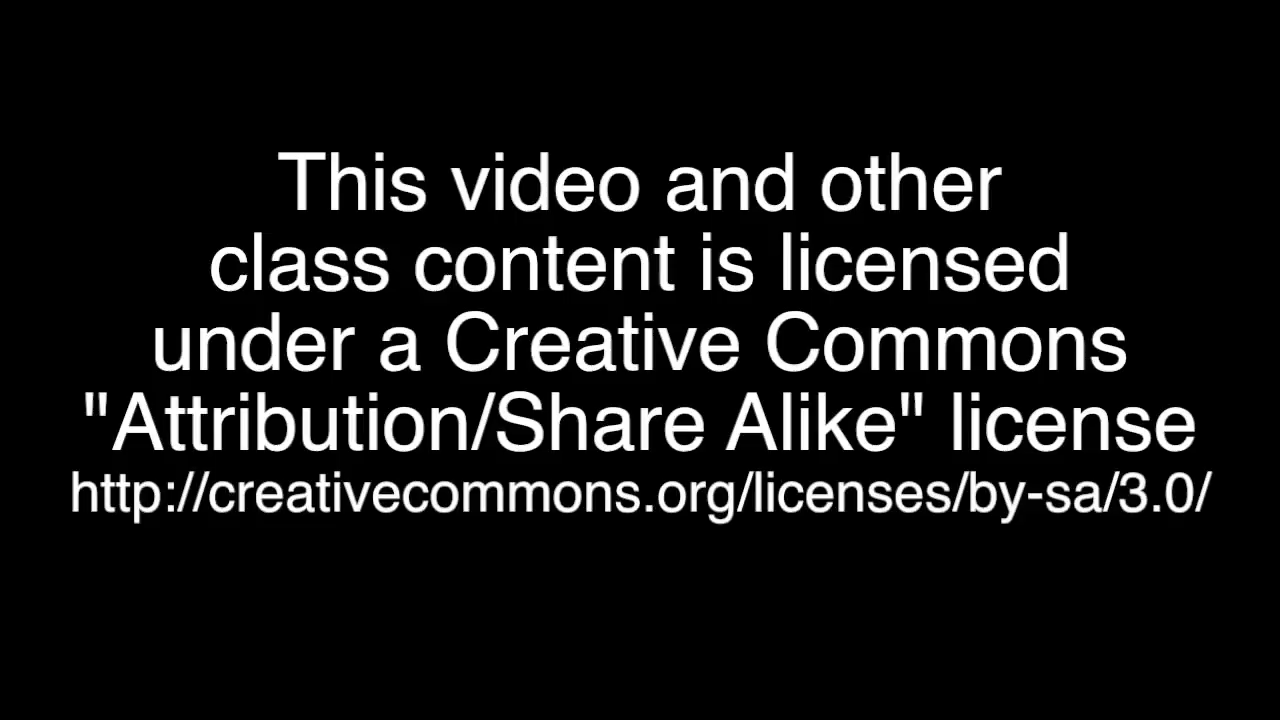 This video and other
class content is licensed
under a Creative Commons
"Attribution/Share Alike" license
http://creativecommons.org/licenses/by-sa/3.0/